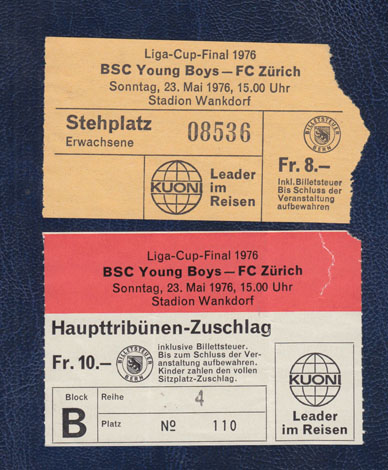 Liga-Cup-Final 1976
BSC Young Boys – FC Zürich
Sonntag, 23. Mai 1976, 15.00 Uhr
Stadion Wankdorf
Stehplatz
Erwachsene
08536
KUONI
Leader
im
Reisen
BILLETSTEUER
BERN
Fr. 8.–
Inkl. Billetsteuer
Bis Schluss der
Veranstaltung
aufbewahren
Liga-Cup-Final 1976
BSC Young Boys – FC Zürich
Sonntag, 23. Mai 1976, 15.00 Uhr
Stadion Wankdorf
Haupttribünen-Zuschlag
Fr. 10.–
BILLETSTEUER
BERN
inklusive Billetsteuer.
Bis zum Schluss der Ver-
anstaltung aufbewahren.
Kinder zahlen den vollen
Sitzplatz-Zuschlag.
KUONI
Leader
im Reisen
Block
B
Reihe
4
Platz
№ 110